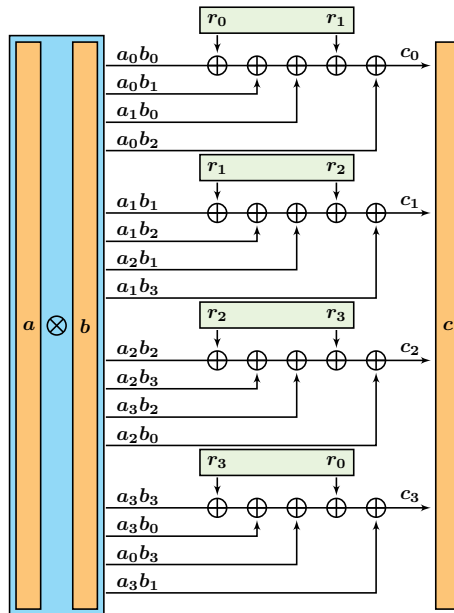 r₀ r₁
a₀b₀ c₀
a₀b₁
a₁b₀
a₀b₂
r₁ r₂
a₁b₁ c₁
a₁b₂
a₂b₁
a₁b₃
r₂ r₃
a ⊗ b c
a₂b₂ c₂
a₂b₃
a₃b₂
a₂b₀
r₃ r₀
a₃b₃ c₃
a₃b₀
a₀b₃
a₃b₁